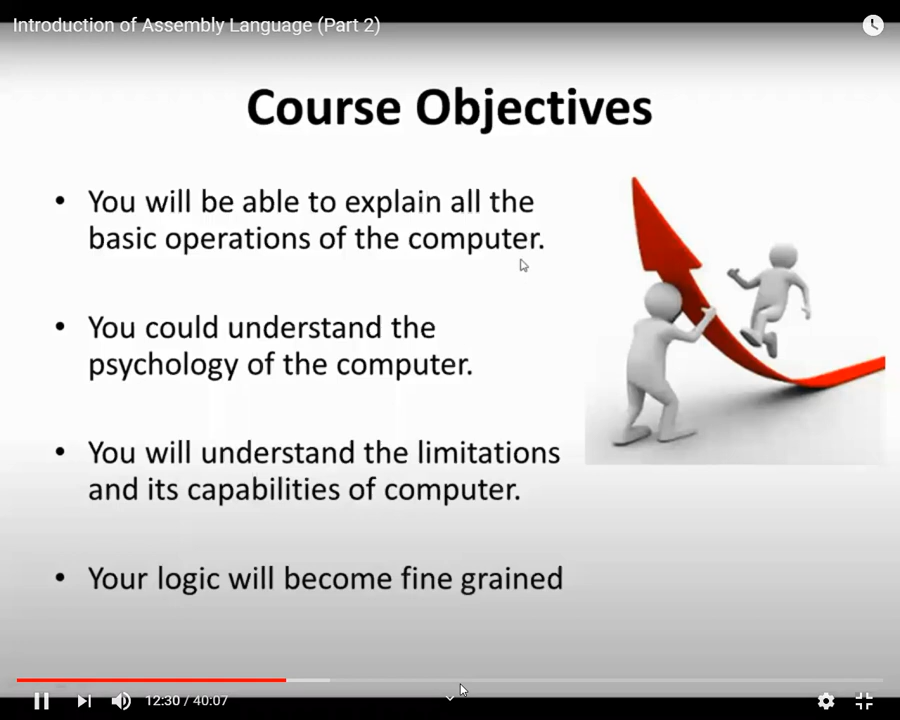 Introduction of Assembly Language (Part 2)
Course Objectives
• You will be able to explain all the
basic operations of the computer.
• You could understand the
psychology of the computer.
• You will understand the limitations
and its capabilities of computer.
• Your logic will become fine grained
12:30 / 40:07